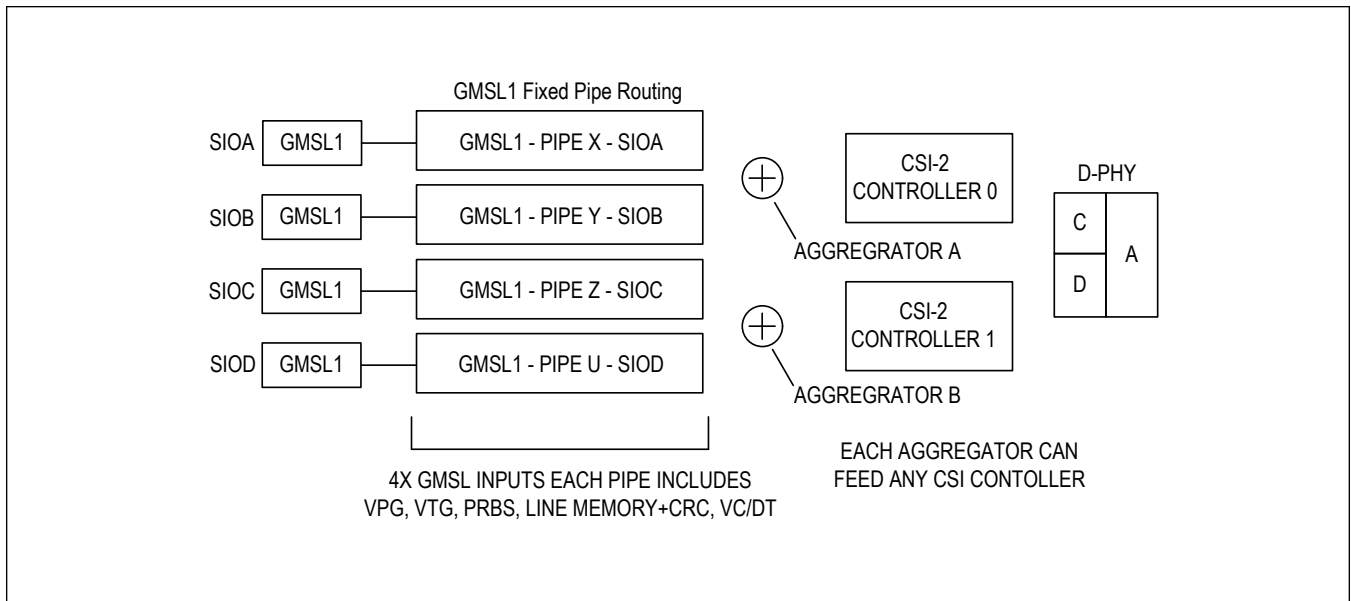 GMSL1 Fixed Pipe Routing
SIOA GMSL1 GMSL1 - PIPE X - SIOA
SIOB GMSL1 GMSL1 - PIPE Y - SIOB
SIOC GMSL1 GMSL1 - PIPE Z - SIOC
SIOD GMSL1 GMSL1 - PIPE U - SIOD
4X GMSL INPUTS EACH PIPE INCLUDES
VPG, VTG, PRBS, LINE MEMORY+CRC, VC/DT
AGGREGRATOR A
AGGREGRATOR B
CSI-2
CONTROLLER 0
CSI-2
CONTROLLER 1
EACH AGGREGATOR CAN
FEED ANY CSI CONTOLLER
D-PHY
C
D
A